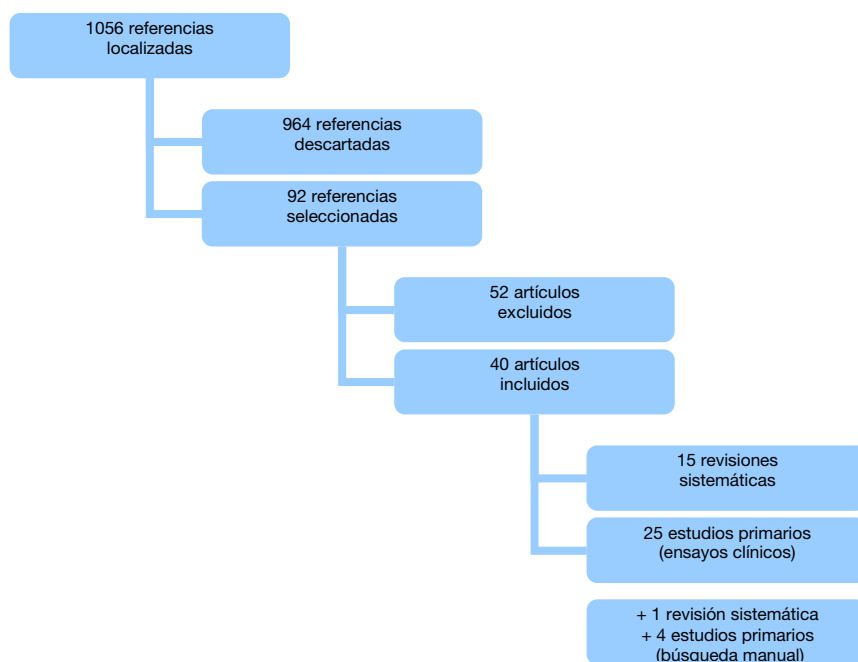 1056 referencias
localizadas
964 referencias
descartadas
92 referencias
seleccionadas
52 artículos
excluidos
40 artículos
incluidos
15 revisiones
sistemáticas
25 estudios primarios
(ensayos clínicos)
+ 1 revisión sistemática
+ 4 estudios primarios
(búsqueda manual)